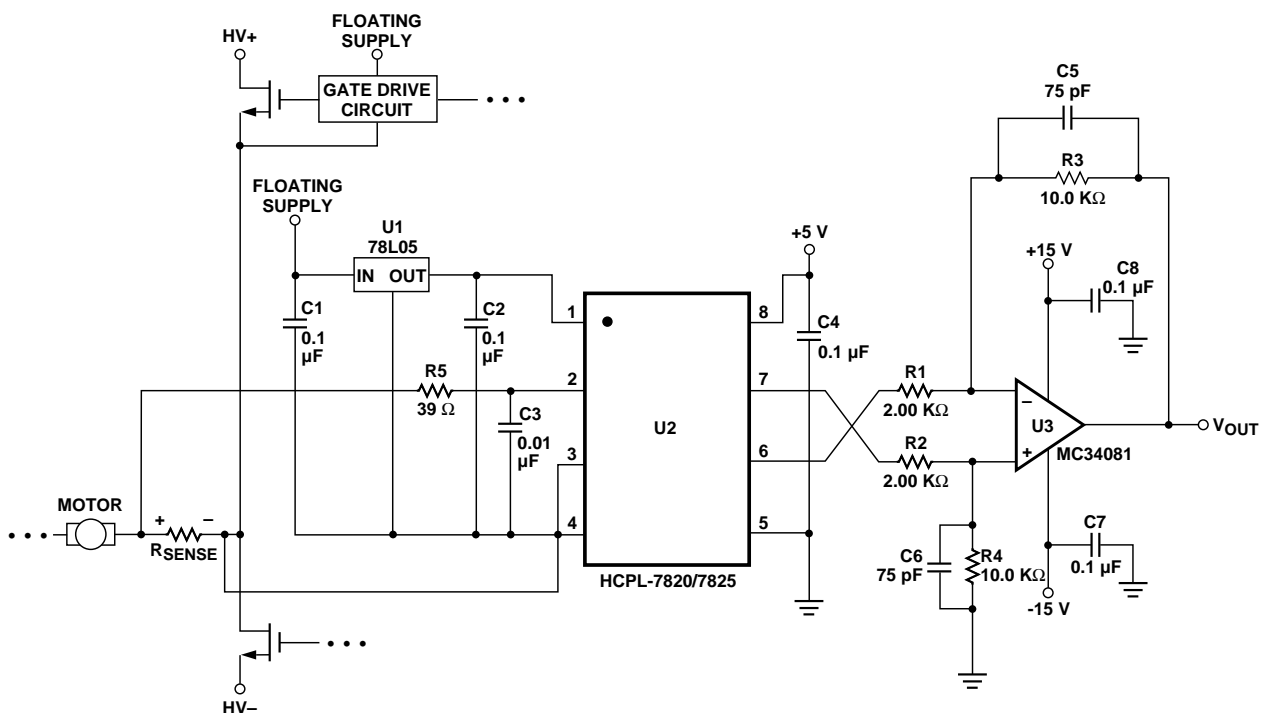 FLOATING
SUPPLY
HV+
GATE DRIVE
CIRCUIT
C5
75 pF
R3
10.0 KΩ
FLOATING
SUPPLY
U1
78L05
IN OUT
C1
0.1
µF
C2
0.1
µF
R5
39 Ω
C3
0.01
µF
1
2
3
4
8
7
6
5
U2
HCPL-7820/7825
+5 V
C4
0.1 µF
R1
2.00 KΩ
R2
2.00 KΩ
+15 V
C8
0.1 µF
–
+
U3
MC34081
VOUT
C7
0.1 µF
-15 V
C6
75 pF
R4
10.0 KΩ
MOTOR
+ –
RSENSE
HV–